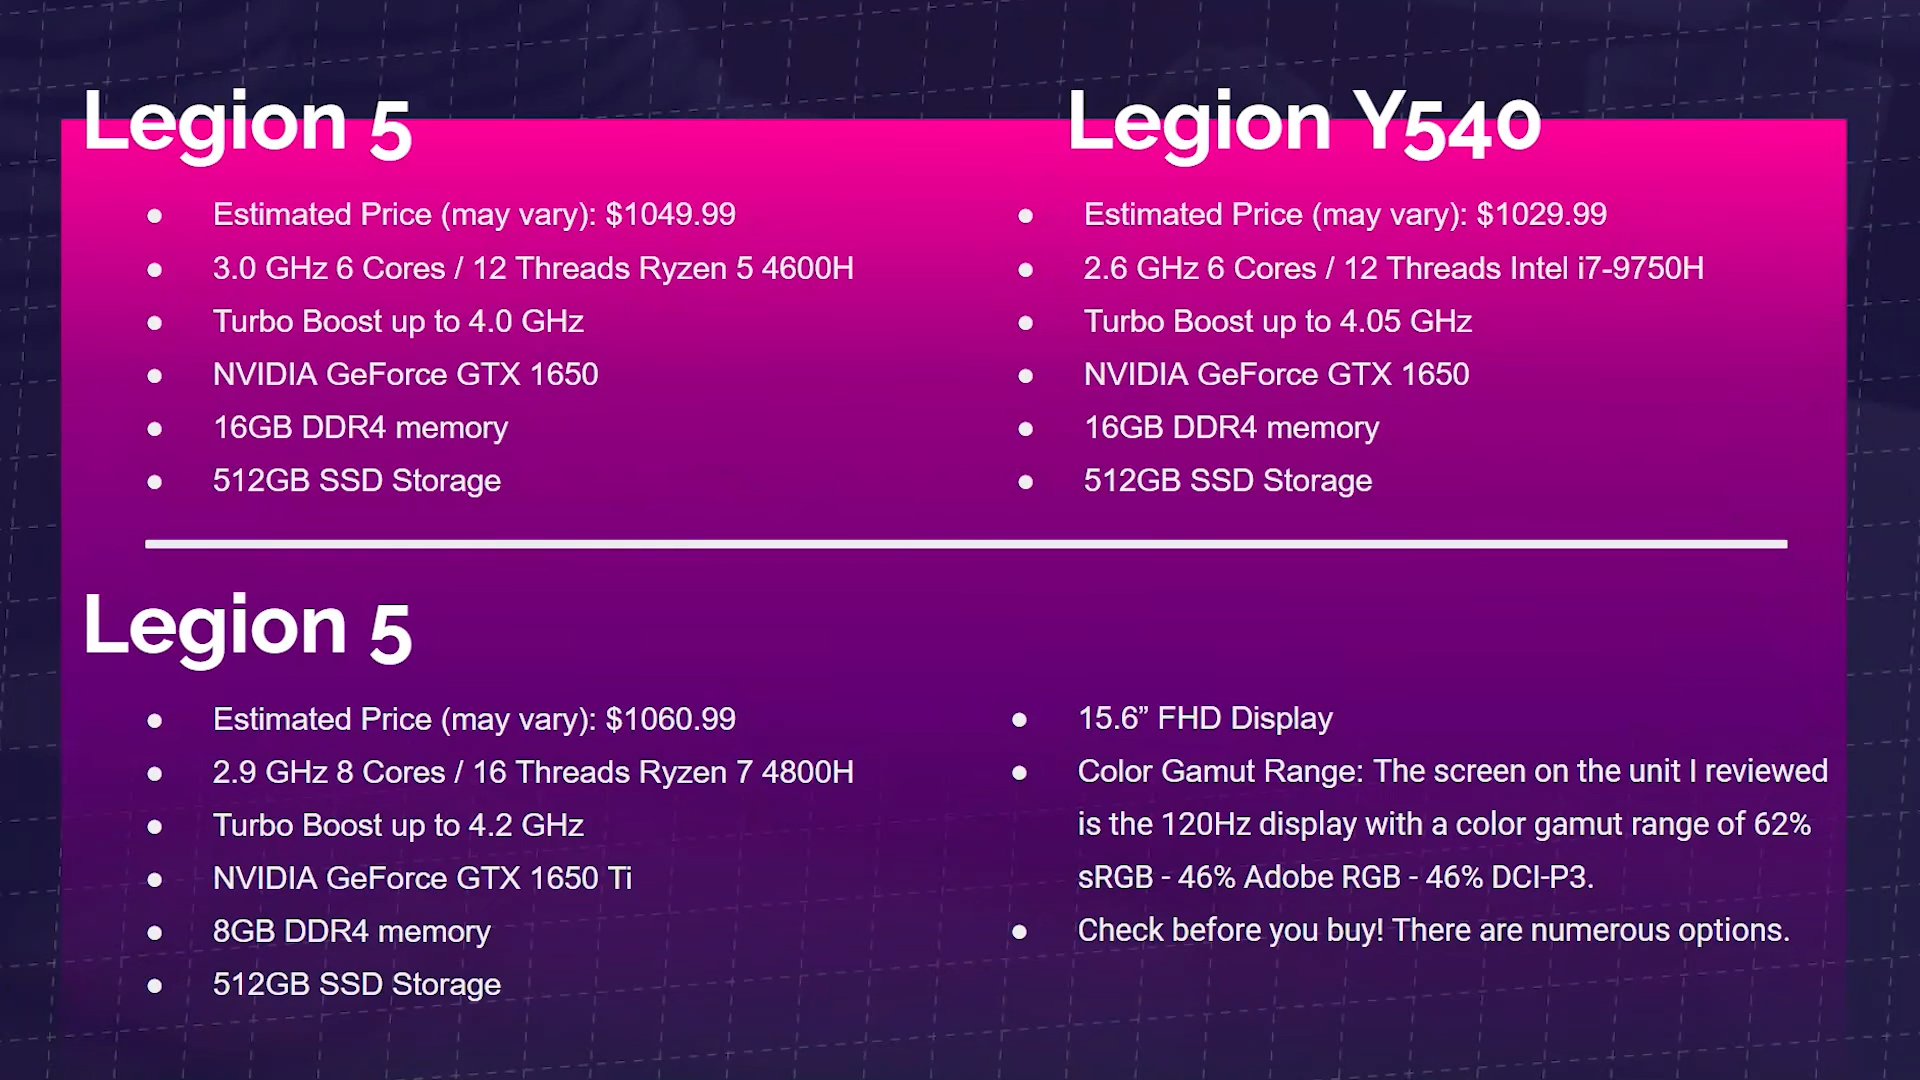 Legion 5
● Estimated Price (may vary): $1049.99
● 3.0 GHz 6 Cores / 12 Threads Ryzen 5 4600H
● Turbo Boost up to 4.0 GHz
● NVIDIA GeForce GTX 1650
● 16GB DDR4 memory
● 512GB SSD Storage
Legion Y540
● Estimated Price (may vary): $1029.99
● 2.6 GHz 6 Cores / 12 Threads Intel i7-9750H
● Turbo Boost up to 4.05 GHz
● NVIDIA GeForce GTX 1650
● 16GB DDR4 memory
● 512GB SSD Storage
Legion 5
● Estimated Price (may vary): $1060.99
● 2.9 GHz 8 Cores / 16 Threads Ryzen 7 4800H
● Turbo Boost up to 4.2 GHz
● NVIDIA GeForce GTX 1650 Ti
● 8GB DDR4 memory
● 512GB SSD Storage
● 15.6” FHD Display
● Color Gamut Range: The screen on the unit I reviewed
is the 120Hz display with a color gamut range of 62%
sRGB - 46% Adobe RGB - 46% DCI-P3.
● Check before you buy! There are numerous options.